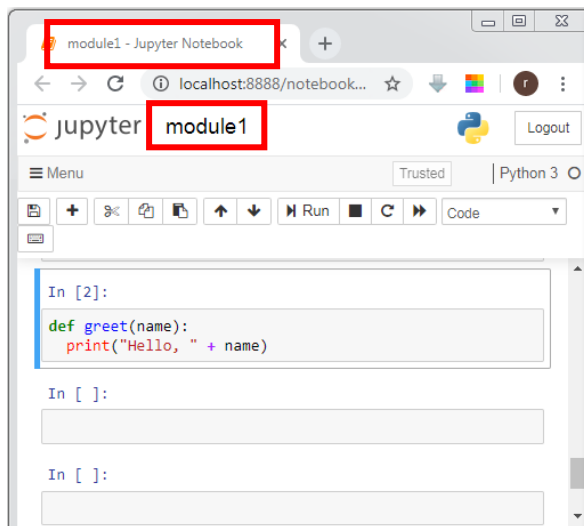 module1 - Jupyter Notebook
localhost:8888/notebook...
r
jupyter module1
Logout
Menu
Trusted
Python 3
Run
Code
In [2]:
def greet(name):
  print("Hello, " + name)
In [ ]:
In [ ]: